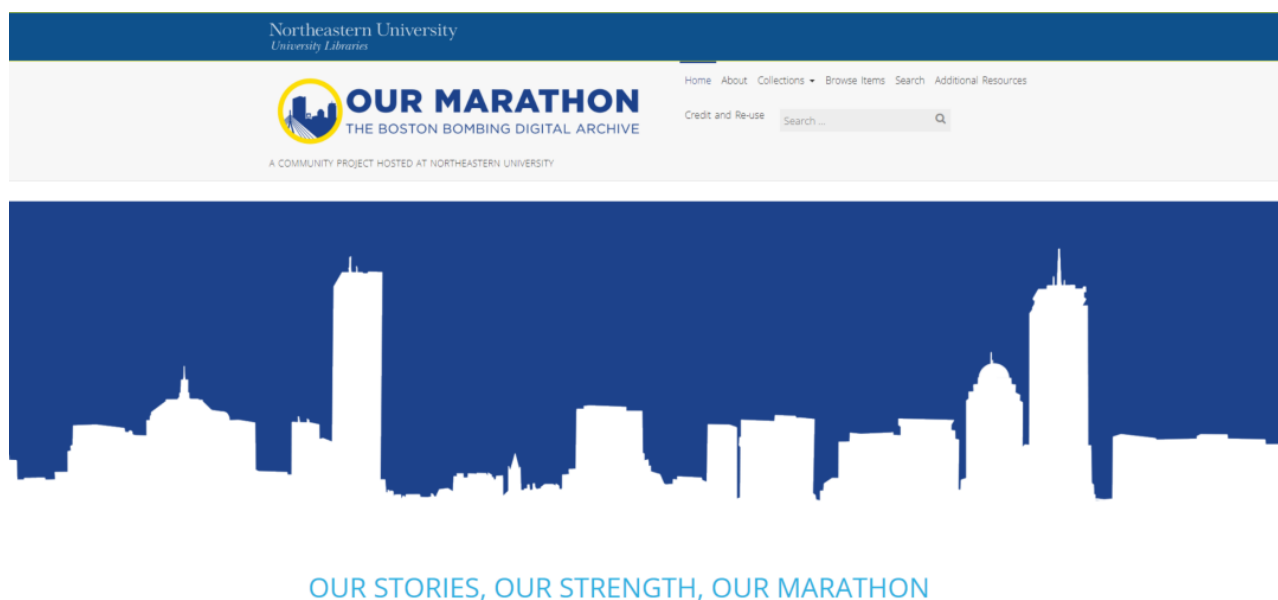 Northeastern University
University Libraries
OUR MARATHON
THE BOSTON BOMBING DIGITAL ARCHIVE
A COMMUNITY PROJECT HOSTED AT NORTHEASTERN UNIVERSITY
Home About Collections Browse Items Search Additional Resources
Credit and Re-use Search ...
OUR STORIES, OUR STRENGTH, OUR MARATHON